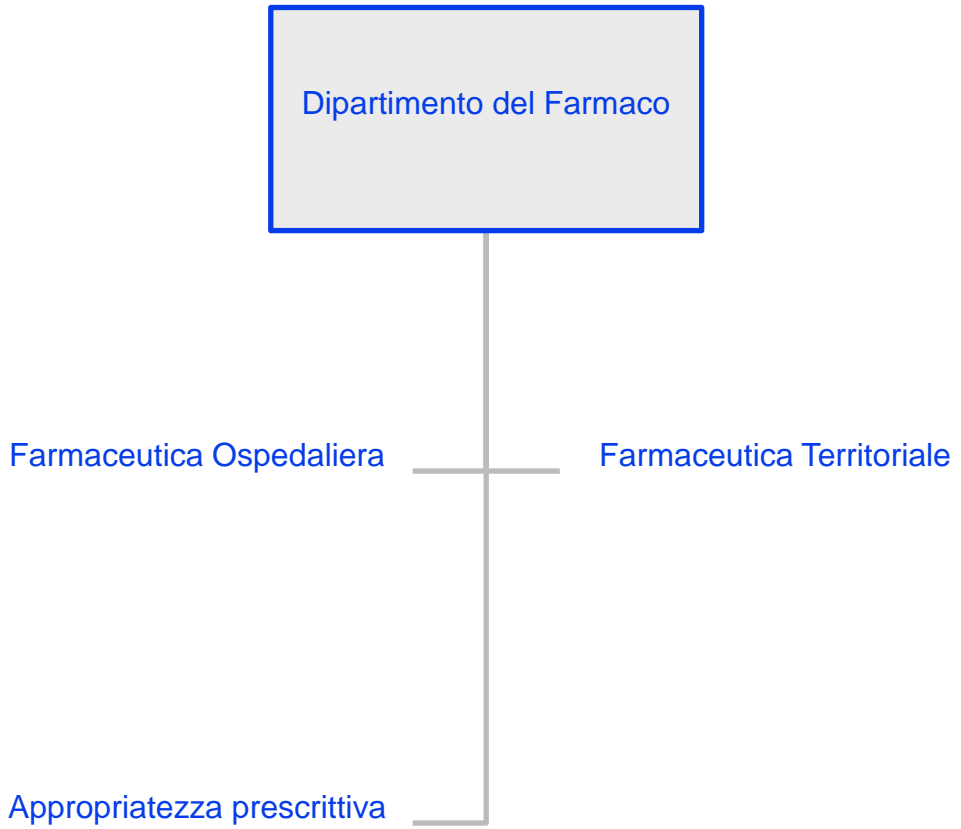 Dipartimento del Farmaco
Farmaceutica Ospedaliera
Farmaceutica Territoriale
Appropriatezza prescrittiva